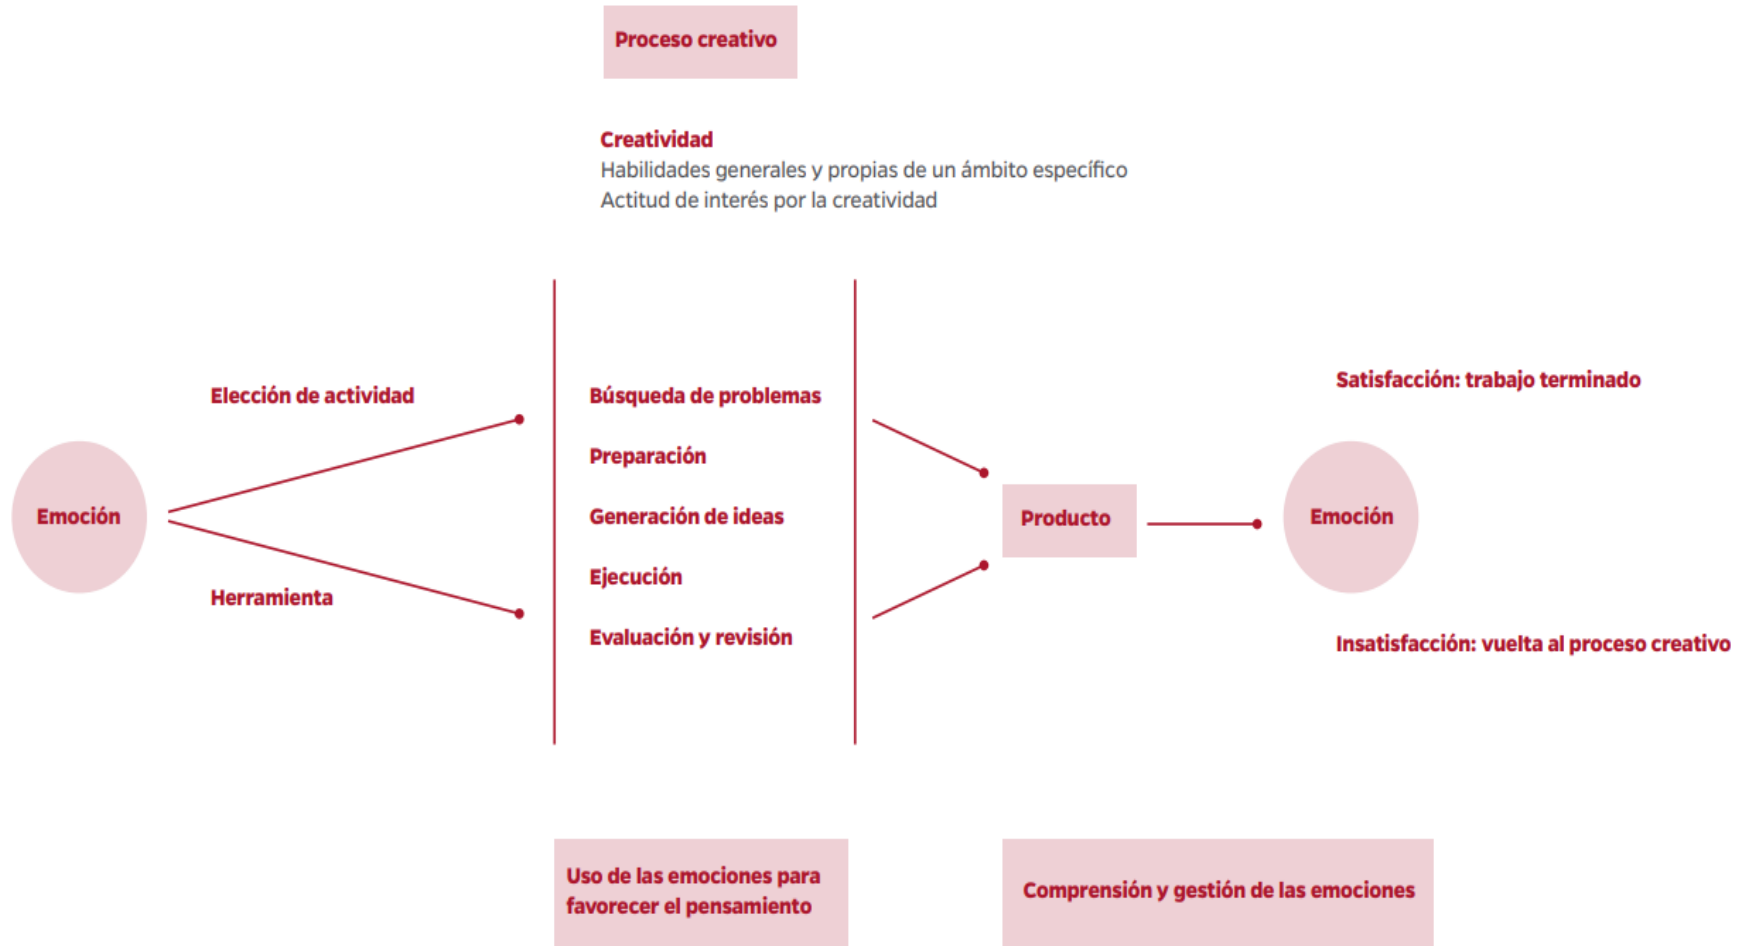 Proceso creativo
Creatividad
Habilidades generales y propias de un ámbito específico
Actitud de interés por la creatividad
Elección de actividad
Emoción
Herramienta
Búsqueda de problemas
Preparación
Generación de ideas
Ejecución
Evaluación y revisión
Producto
Satisfacción: trabajo terminado
Emoción
Insatisfacción: vuelta al proceso creativo
Uso de las emociones para
favorecer el pensamiento
Comprensión y gestión de las emociones